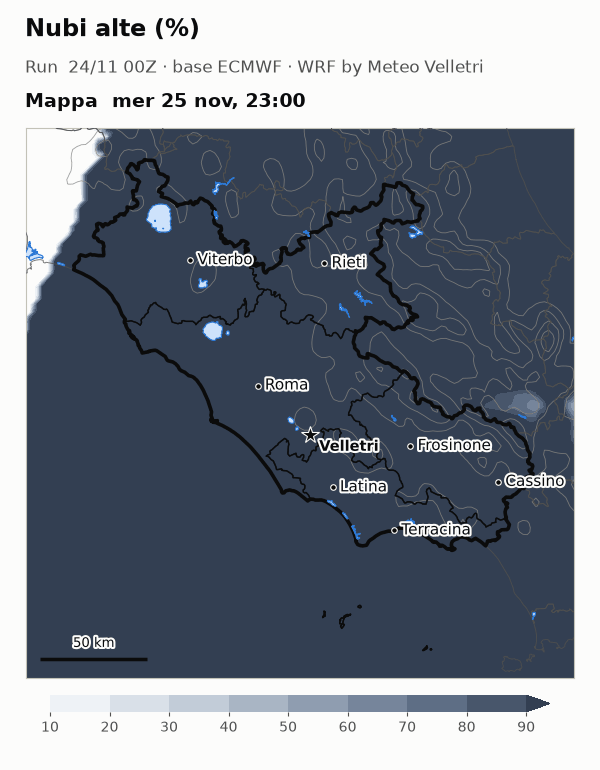 Nubi alte (%)
Run  24/11 00Z · base ECMWF · WRF by Meteo Velletri
Mappa  mer 25 nov, 23:00
Viterbo
Rieti
Roma
Velletri
Frosinone
Cassino
Latina
Terracina
50 km
10 20 30 40 50 60 70 80 90